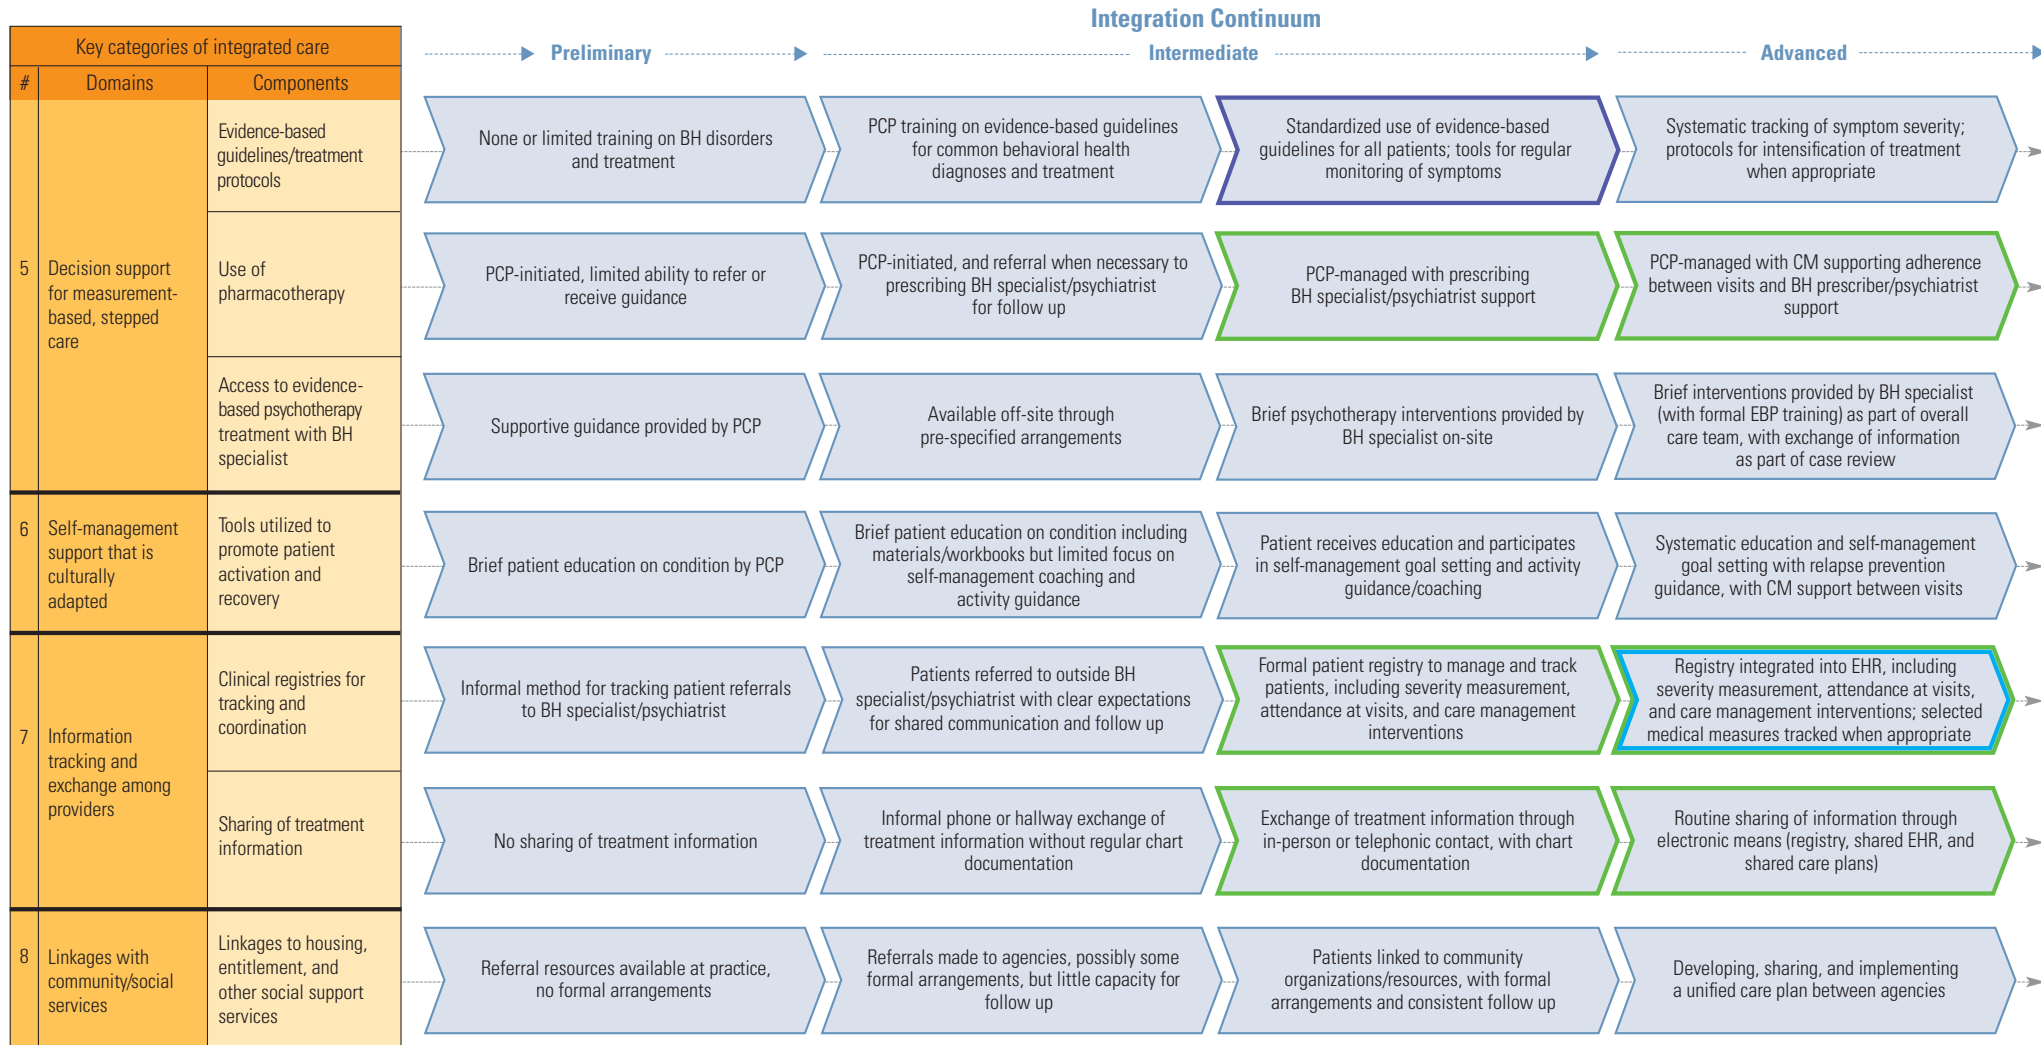 Integration Continuum
Key categories of integrated care
Preliminary
Intermediate
Advanced
#
Domains
Components
5
Decision support
for measurement-
based, stepped
care
Evidence-based
guidelines/treatment
protocols
None or limited training on BH disorders
and treatment
PCP training on evidence-based guidelines
for common behavioral health
diagnoses and treatment
Standardized use of evidence-based
guidelines for all patients; tools for regular
monitoring of symptoms
Systematic tracking of symptom severity;
protocols for intensification of treatment
when appropriate
Use of
pharmacotherapy
PCP-initiated, limited ability to refer or
receive guidance
PCP-initiated, and referral when necessary to
prescribing BH specialist/psychiatrist
for follow up
PCP-managed with prescribing
BH specialist/psychiatrist support
PCP-managed with CM supporting adherence
between visits and BH prescriber/psychiatrist
support
Access to evidence-
based psychotherapy
treatment with BH
specialist
Supportive guidance provided by PCP
Available off-site through
pre-specified arrangements
Brief psychotherapy interventions provided by
BH specialist on-site
Brief interventions provided by BH specialist
(with formal EBP training) as part of overall
care team, with exchange of information
as part of case review
6
Self-management
support that is
culturally
adapted
Tools utilized to
promote patient
activation and
recovery
Brief patient education on condition by PCP
Brief patient education on condition including
materials/workbooks but limited focus on
self-management coaching and
activity guidance
Patient receives education and participates
in self-management goal setting and activity
guidance/coaching
Systematic education and self-management
goal setting with relapse prevention
guidance, with CM support between visits
7
Information
tracking and
exchange among
providers
Clinical registries for
tracking and
coordination
Informal method for tracking patient referrals
to BH specialist/psychiatrist
Patients referred to outside BH
specialist/psychiatrist with clear expectations
for shared communication and follow up
Formal patient registry to manage and track
patients, including severity measurement,
attendance at visits, and care management
interventions
Registry integrated into EHR, including
severity measurement, attendance at visits,
and care management interventions; selected
medical measures tracked when appropriate
Sharing of treatment
information
No sharing of treatment information
Informal phone or hallway exchange of
treatment information without regular chart
documentation
Exchange of treatment information through
in-person or telephonic contact, with chart
documentation
Routine sharing of information through
electronic means (registry, shared EHR, and
shared care plans)
8
Linkages with
community/social
services
Linkages to housing,
entitlement, and
other social support
services
Referral resources available at practice,
no formal arrangements
Referrals made to agencies, possibly some
formal arrangements, but little capacity for
follow up
Patients linked to community
organizations/resources, with formal
arrangements and consistent follow up
Developing, sharing, and implementing
a unified care plan between agencies